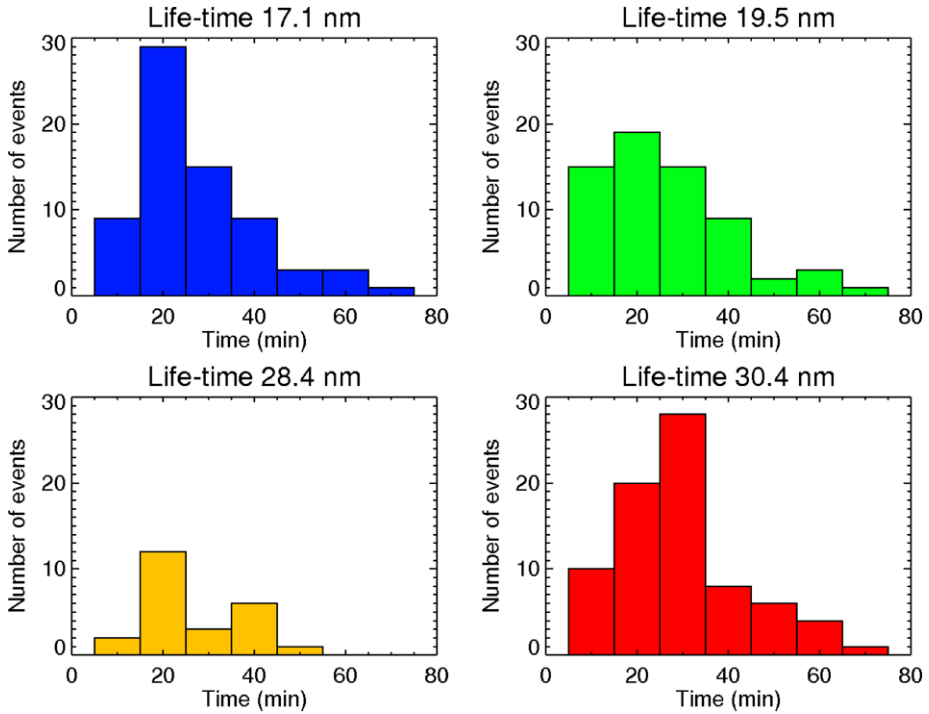 Life-time 17.1 nm
Number of events
30
20
10
0
0 20 40 60 80
Time (min)
Life-time 19.5 nm
Number of events
30
20
10
0
0 20 40 60 80
Time (min)
Life-time 28.4 nm
Number of events
30
20
10
0
0 20 40 60 80
Time (min)
Life-time 30.4 nm
Number of events
30
20
10
0
0 20 40 60 80
Time (min)